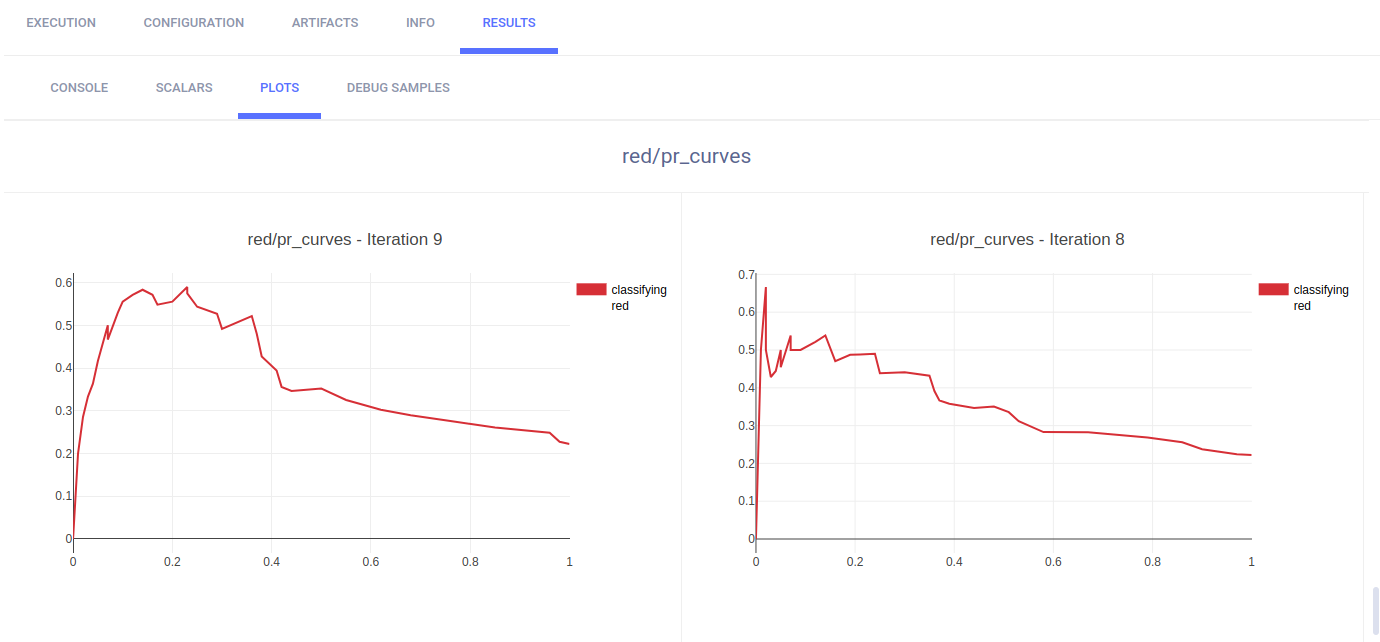 EXECUTION CONFIGURATION ARTIFACTS INFO RESULTS
CONSOLE SCALARS PLOTS DEBUG SAMPLES
red/pr_curves
red/pr_curves - Iteration 9
0.6
0.5
0.4
0.3
0.2
0.1
0
0 0.2 0.4 0.6 0.8 1
classifying
red
red/pr_curves - Iteration 8
0.7
0.6
0.5
0.4
0.3
0.2
0.1
0
0 0.2 0.4 0.6 0.8 1
classifying
red